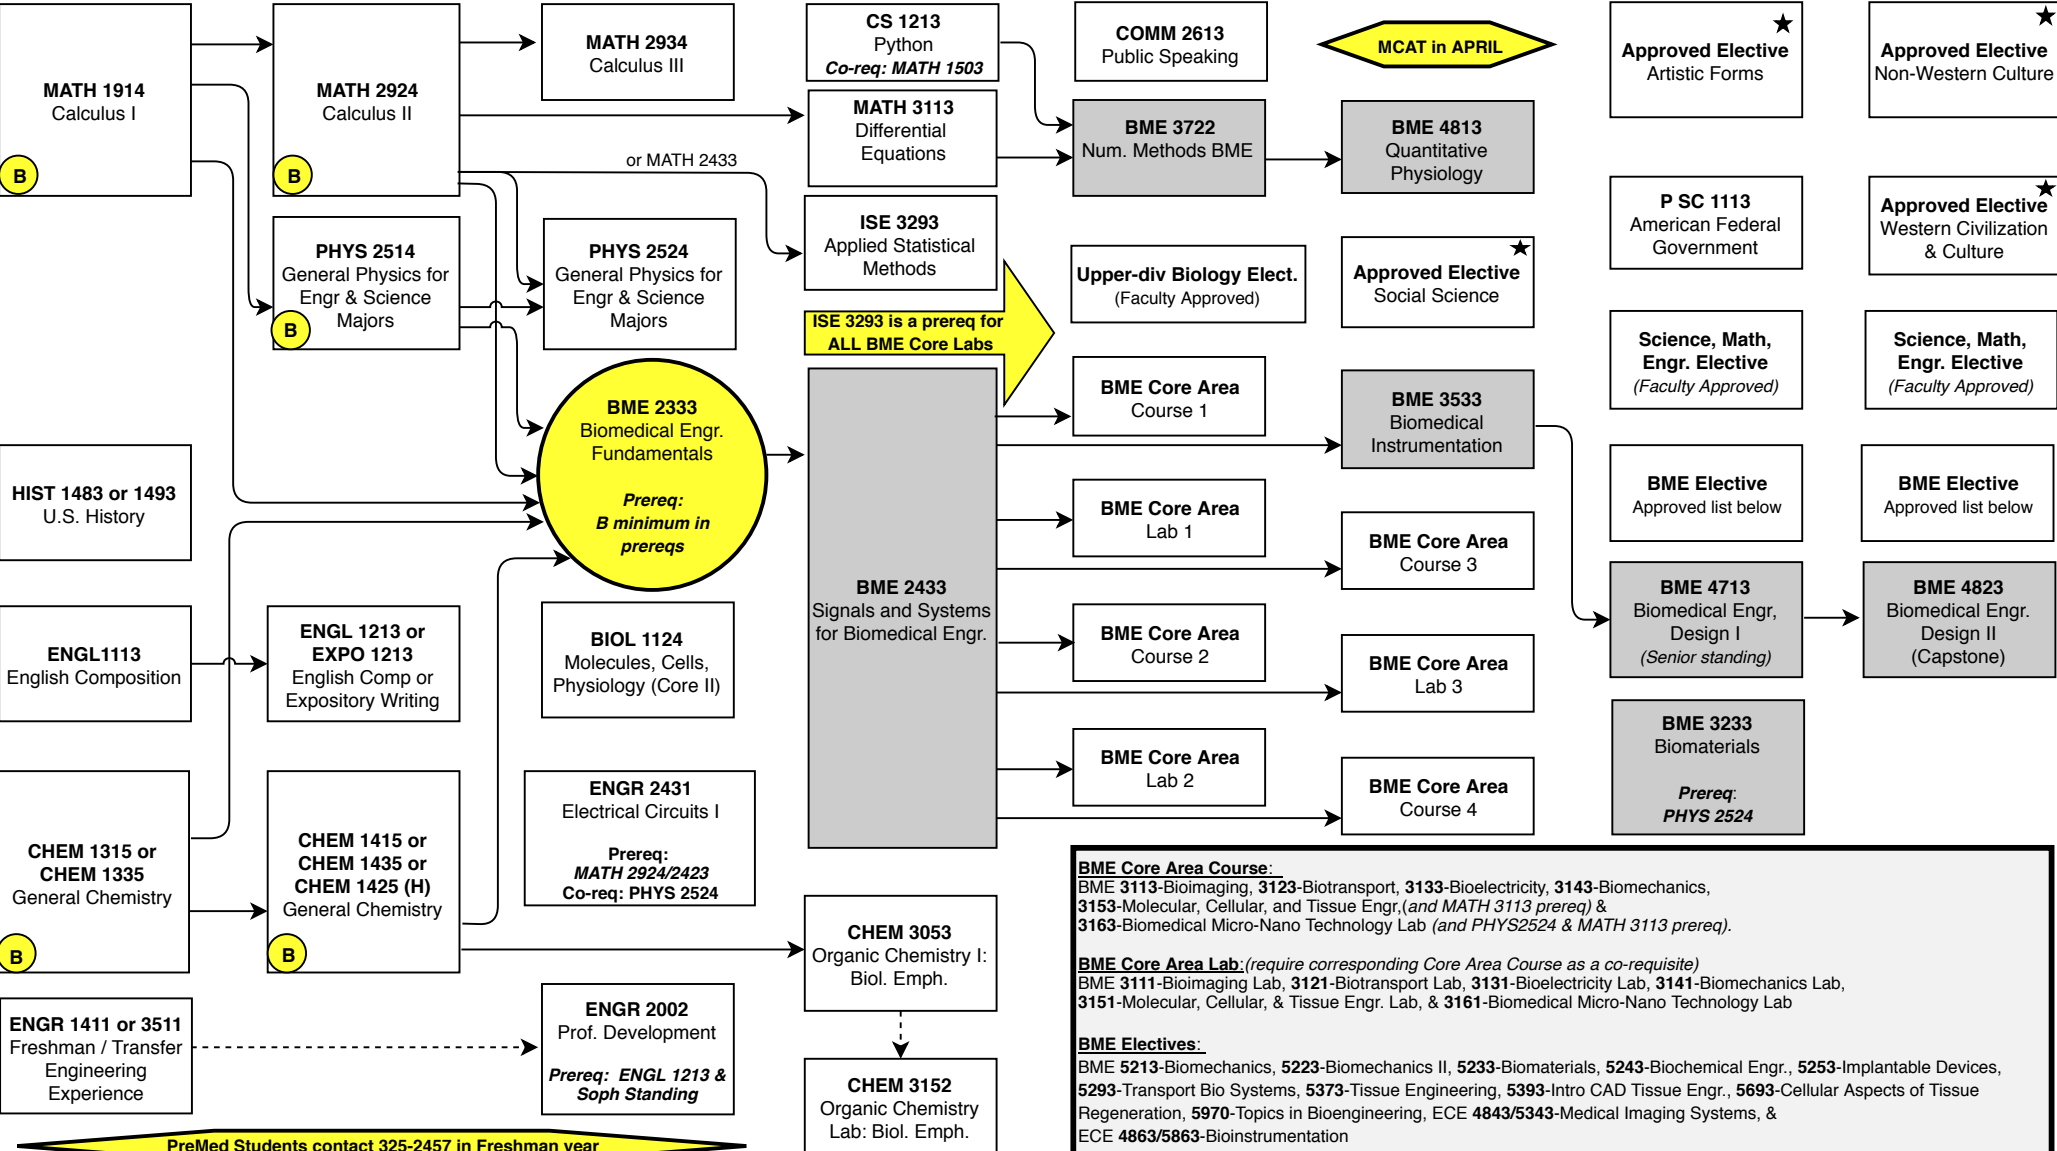 MATH 1914
Calculus I
B
MATH 2924
Calculus II
B
MATH 2934
Calculus III
CS 1213
Python
Co-req: MATH 1503
COMM 2613
Public Speaking
MCAT in APRIL
★
Approved Elective
Artistic Forms
★
Approved Elective
Non-Western Culture
MATH 3113
Differential
Equations
BME 3722
Num. Methods BME
BME 4813
Quantitative
Physiology
or MATH 2433
P SC 1113
American Federal
Government
★
Approved Elective
Western Civilization
& Culture
PHYS 2514
General Physics for
Engr & Science
Majors
B
PHYS 2524
General Physics for
Engr & Science
Majors
ISE 3293
Applied Statistical
Methods
Upper-div Biology Elect.
(Faculty Approved)
★
Approved Elective
Social Science
ISE 3293 is a prereq for
ALL BME Core Labs
Science, Math,
Engr. Elective
(Faculty Approved)
Science, Math,
Engr. Elective
(Faculty Approved)
BME 2333
Biomedical Engr.
Fundamentals
Prereq:
B minimum in
prereqs
BME Core Area
Course 1
BME 3533
Biomedical
Instrumentation
HIST 1483 or 1493
U.S. History
BME Core Area
Lab 1
BME Elective
Approved list below
BME Elective
Approved list below
BME 2433
Signals and Systems
for Biomedical Engr.
BME Core Area
Course 3
BME 4713
Biomedical Engr,
Design I
(Senior standing)
BME 4823
Biomedical Engr.
Design II
(Capstone)
ENGL1113
English Composition
ENGL 1213 or
EXPO 1213
English Comp or
Expository Writing
BIOL 1124
Molecules, Cells,
Physiology (Core II)
BME Core Area
Course 2
BME Core Area
Lab 3
BME 3233
Biomaterials
Prereq:
PHYS 2524
BME Core Area
Lab 2
BME Core Area
Course 4
CHEM 1315 or
CHEM 1335
General Chemistry
B
CHEM 1415 or
CHEM 1435 or
CHEM 1425 (H)
General Chemistry
B
ENGR 2431
Electrical Circuits I
Prereq:
MATH 2924/2423
Co-req: PHYS 2524
CHEM 3053
Organic Chemistry I:
Biol. Emph.
ENGR 1411 or 3511
Freshman / Transfer
Engineering
Experience
ENGR 2002
Prof. Development
Prereq: ENGL 1213 &
Soph Standing
CHEM 3152
Organic Chemistry
Lab: Biol. Emph.
BME Core Area Course:
BME 3113-Bioimaging, 3123-Biotransport, 3133-Bioelectricity, 3143-Biomechanics,
3153-Molecular, Cellular, and Tissue Engr,(and MATH 3113 prereq) &
3163-Biomedical Micro-Nano Technology Lab (and PHYS2524 & MATH 3113 prereq).
BME Core Area Lab:(require corresponding Core Area Course as a co-requisite)
BME 3111-Bioimaging Lab, 3121-Biotransport Lab, 3131-Bioelectricity Lab, 3141-Biomechanics Lab,
3151-Molecular, Cellular, & Tissue Engr. Lab, & 3161-Biomedical Micro-Nano Technology Lab
BME Electives:
BME 5213-Biomechanics, 5223-Biomechanics II, 5233-Biomaterials, 5243-Biochemical Engr., 5253-Implantable Devices,
5293-Transport Bio Systems, 5373-Tissue Engineering, 5393-Intro CAD Tissue Engr., 5693-Cellular Aspects of Tissue
Regeneration, 5970-Topics in Bioengineering, ECE 4843/5343-Medical Imaging Systems, &
ECE 4863/5863-Bioinstrumentation
PreMed Students contact 325-2457 in Freshman year